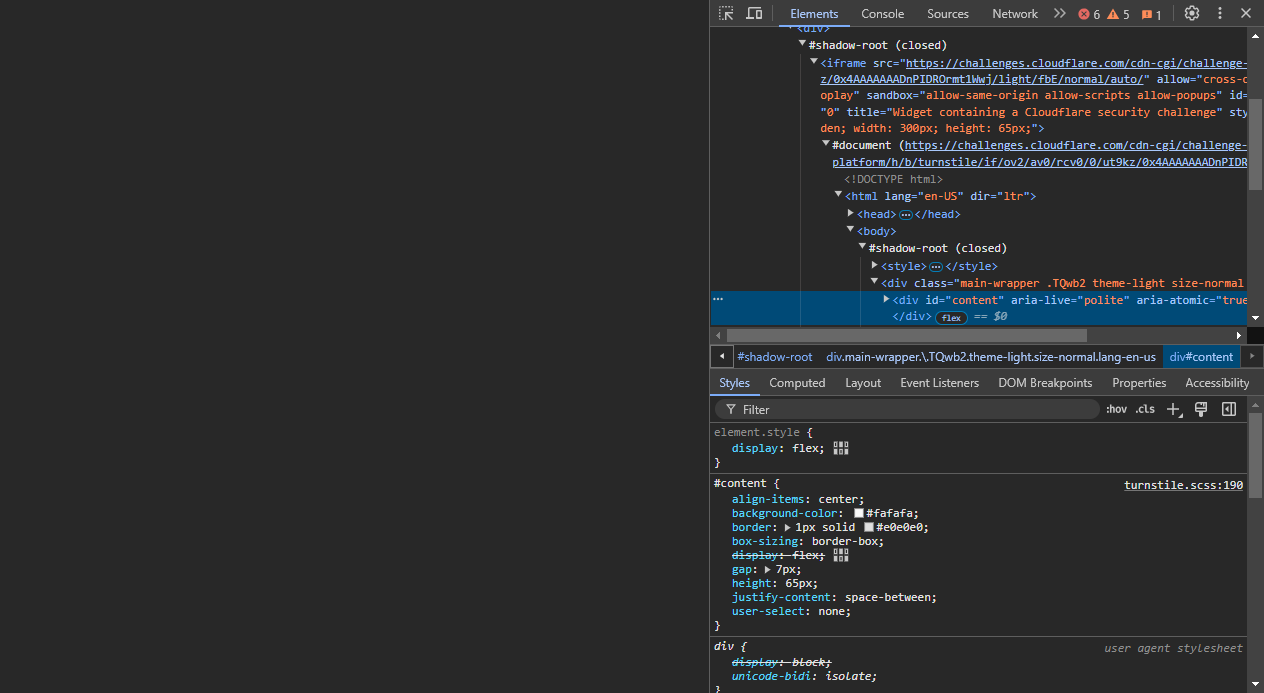 Elements Console Sources Network 6 5 1
<div>
#shadow-root (closed)
<iframe src="https://challenges.cloudflare.com/cdn-cgi/challenge-
z/0x4AAAAAAADnPIDROrmt1Wwj/light/fbE/normal/auto/" allow="cross-o
oplay" sandbox="allow-same-origin allow-scripts allow-popups" id=
"0" title="Widget containing a Cloudflare security challenge" sty
den; width: 300px; height: 65px;">
#document (https://challenges.cloudflare.com/cdn-cgi/challenge-
platform/h/b/turnstile/if/ov2/av0/rcv0/0/ut9kz/0x4AAAAAAADnPIDR
<!DOCTYPE html>
<html lang="en-US" dir="ltr">
<head>…</head>
<body>
#shadow-root (closed)
<style>…</style>
<div class="main-wrapper .TQwb2 theme-light size-normal
… <div id="content" aria-live="polite" aria-atomic="true
</div> flex == $0
#shadow-root div.main-wrapper.\.TQwb2.theme-light.size-normal.lang-en-us div#content
Styles Computed Layout Event Listeners DOM Breakpoints Properties Accessibility
Filter :hov .cls
element.style {
display: flex;
}
#content { turnstile.scss:190
align-items: center;
background-color: #fafafa;
border: 1px solid #e0e0e0;
box-sizing: border-box;
display: flex;
gap: 7px;
height: 65px;
justify-content: space-between;
user-select: none;
}
div { user agent stylesheet
display: block;
unicode-bidi: isolate;
}